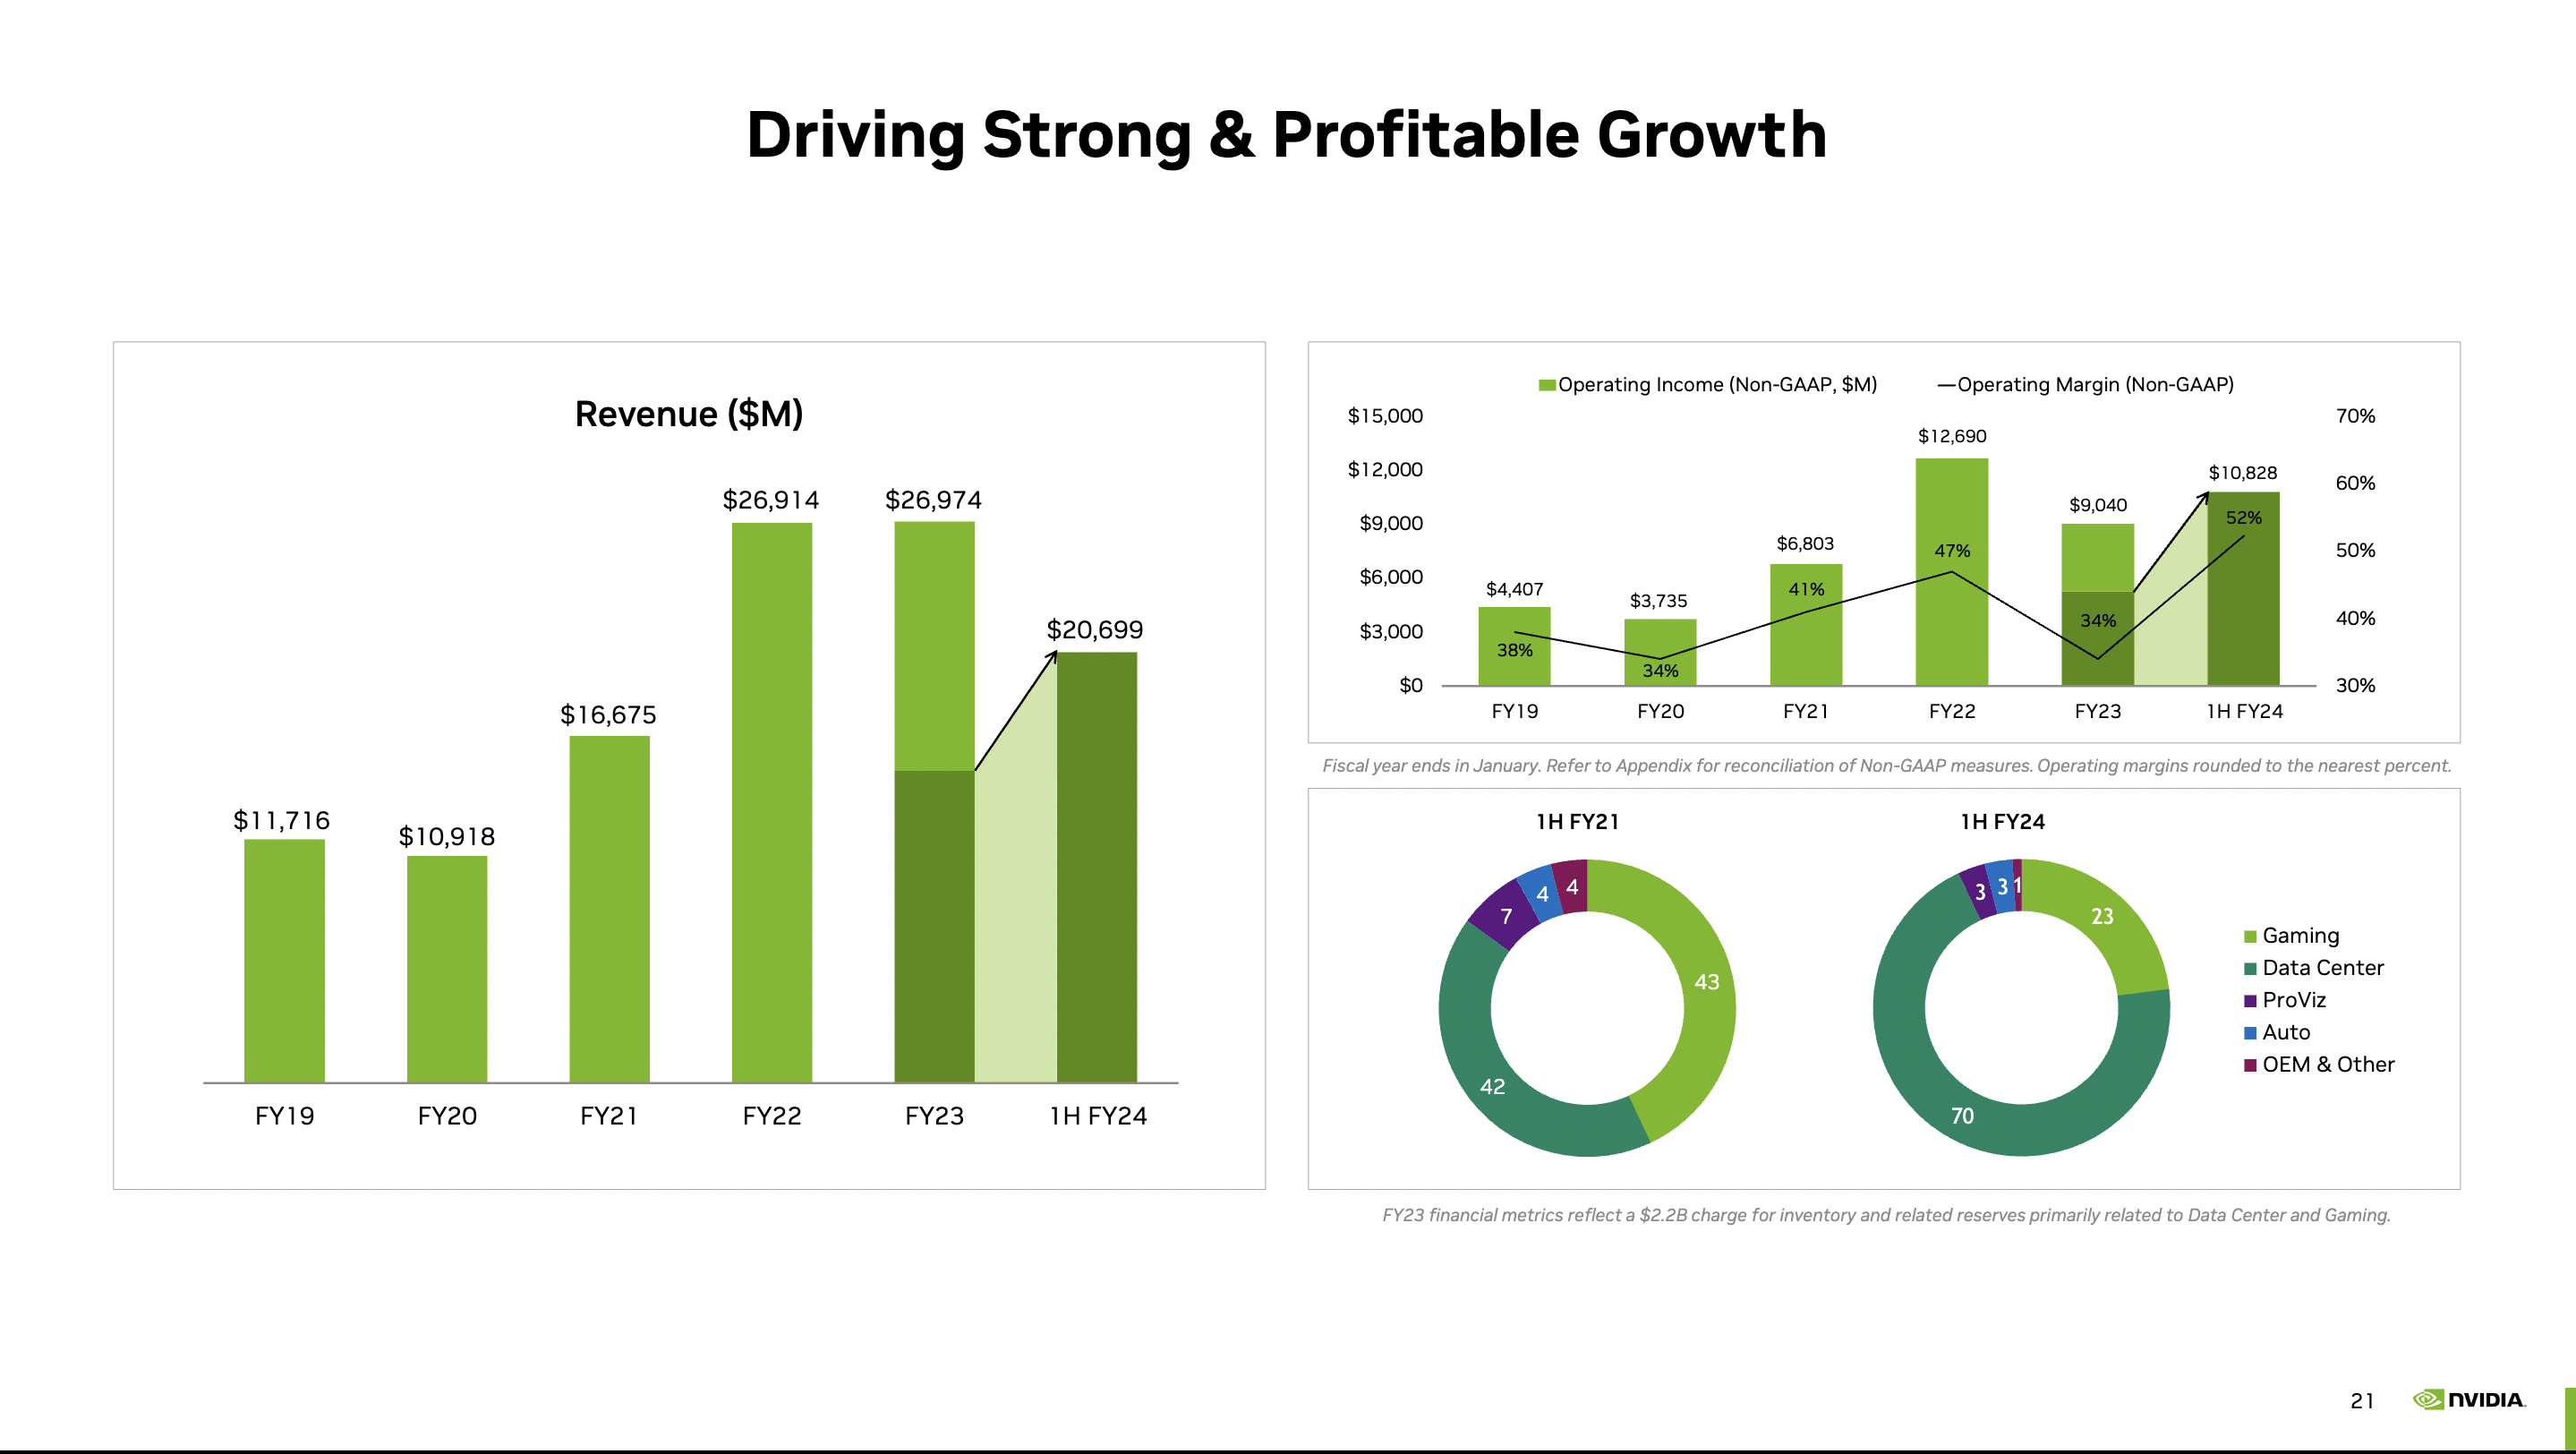 Driving Strong & Profitable Growth
Revenue ($M)
$26,914
$26,974
$20,699
$16,675
$11,716
$10,918
FY19
FY20
FY21
FY22
FY23
1H FY24
Operating Income (Non-GAAP, $M)
Operating Margin (Non-GAAP)
$15,000
$12,000
$9,000
$6,000
$3,000
$0
70%
60%
50%
40%
30%
$4,407
$3,735
$6,803
$12,690
$9,040
$10,828
38%
34%
41%
47%
34%
52%
FY19
FY20
FY21
FY22
FY23
1H FY24
Fiscal year ends in January. Refer to Appendix for reconciliation of Non-GAAP measures. Operating margins rounded to the nearest percent.
1H FY21
43
42
7
4
4
1H FY24
23
70
3
3
1
Gaming
Data Center
ProViz
Auto
OEM & Other
FY23 financial metrics reflect a $2.2B charge for inventory and related reserves primarily related to Data Center and Gaming.
21
NVIDIA.